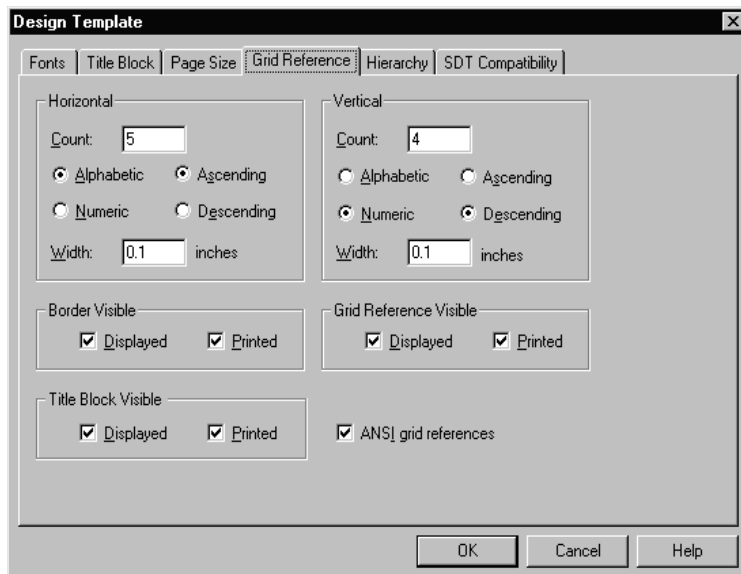 Design Template
Fonts Title Block Page Size Grid Reference Hierarchy SDT Compatibility
Horizontal
Count: 5
Alphabetic Ascending
Numeric Descending
Width: 0.1 inches
Vertical
Count: 4
Alphabetic Ascending
Numeric Descending
Width: 0.1 inches
Border Visible
Displayed Printed
Grid Reference Visible
Displayed Printed
Title Block Visible
Displayed Printed
ANSI grid references
OK Cancel Help